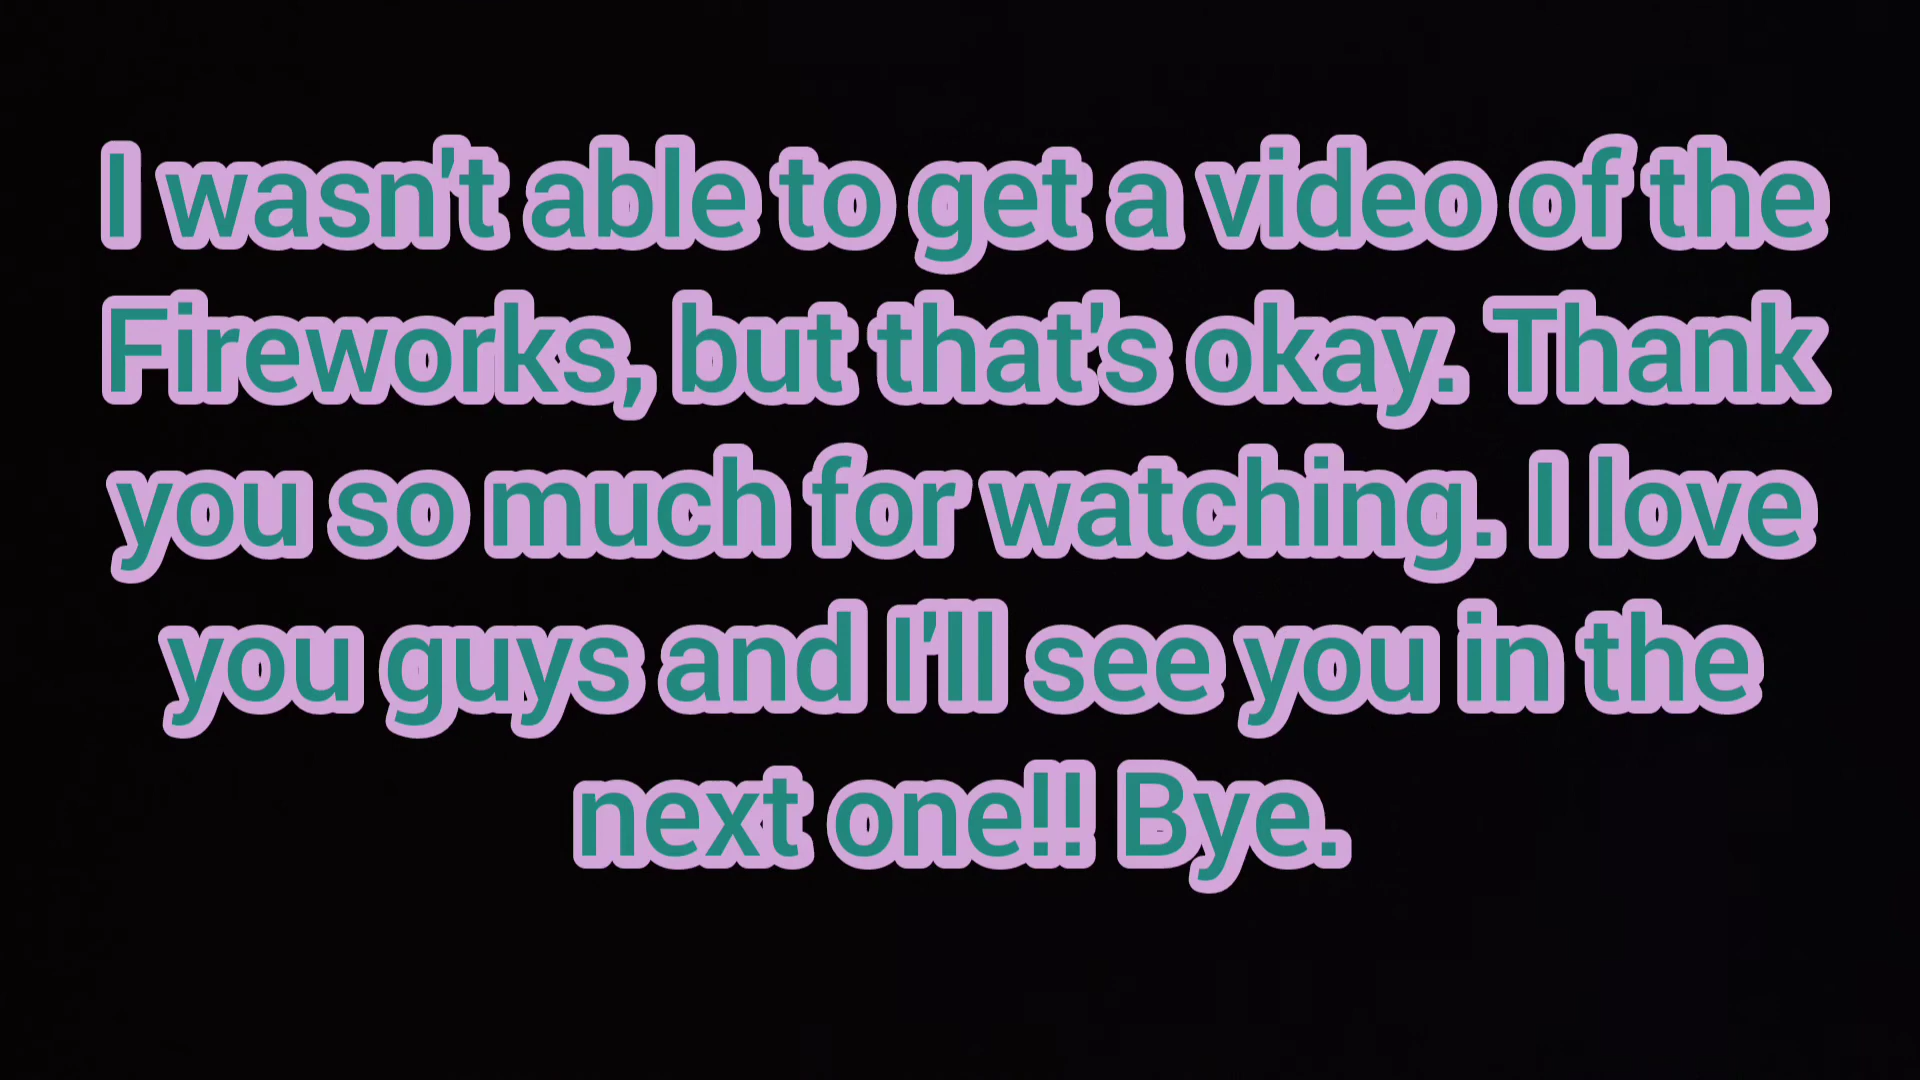 I wasn't able to get a video of the
Fireworks, but that's okay. Thank
you so much for watching. I love
you guys and I'll see you in the
next one!! Bye.